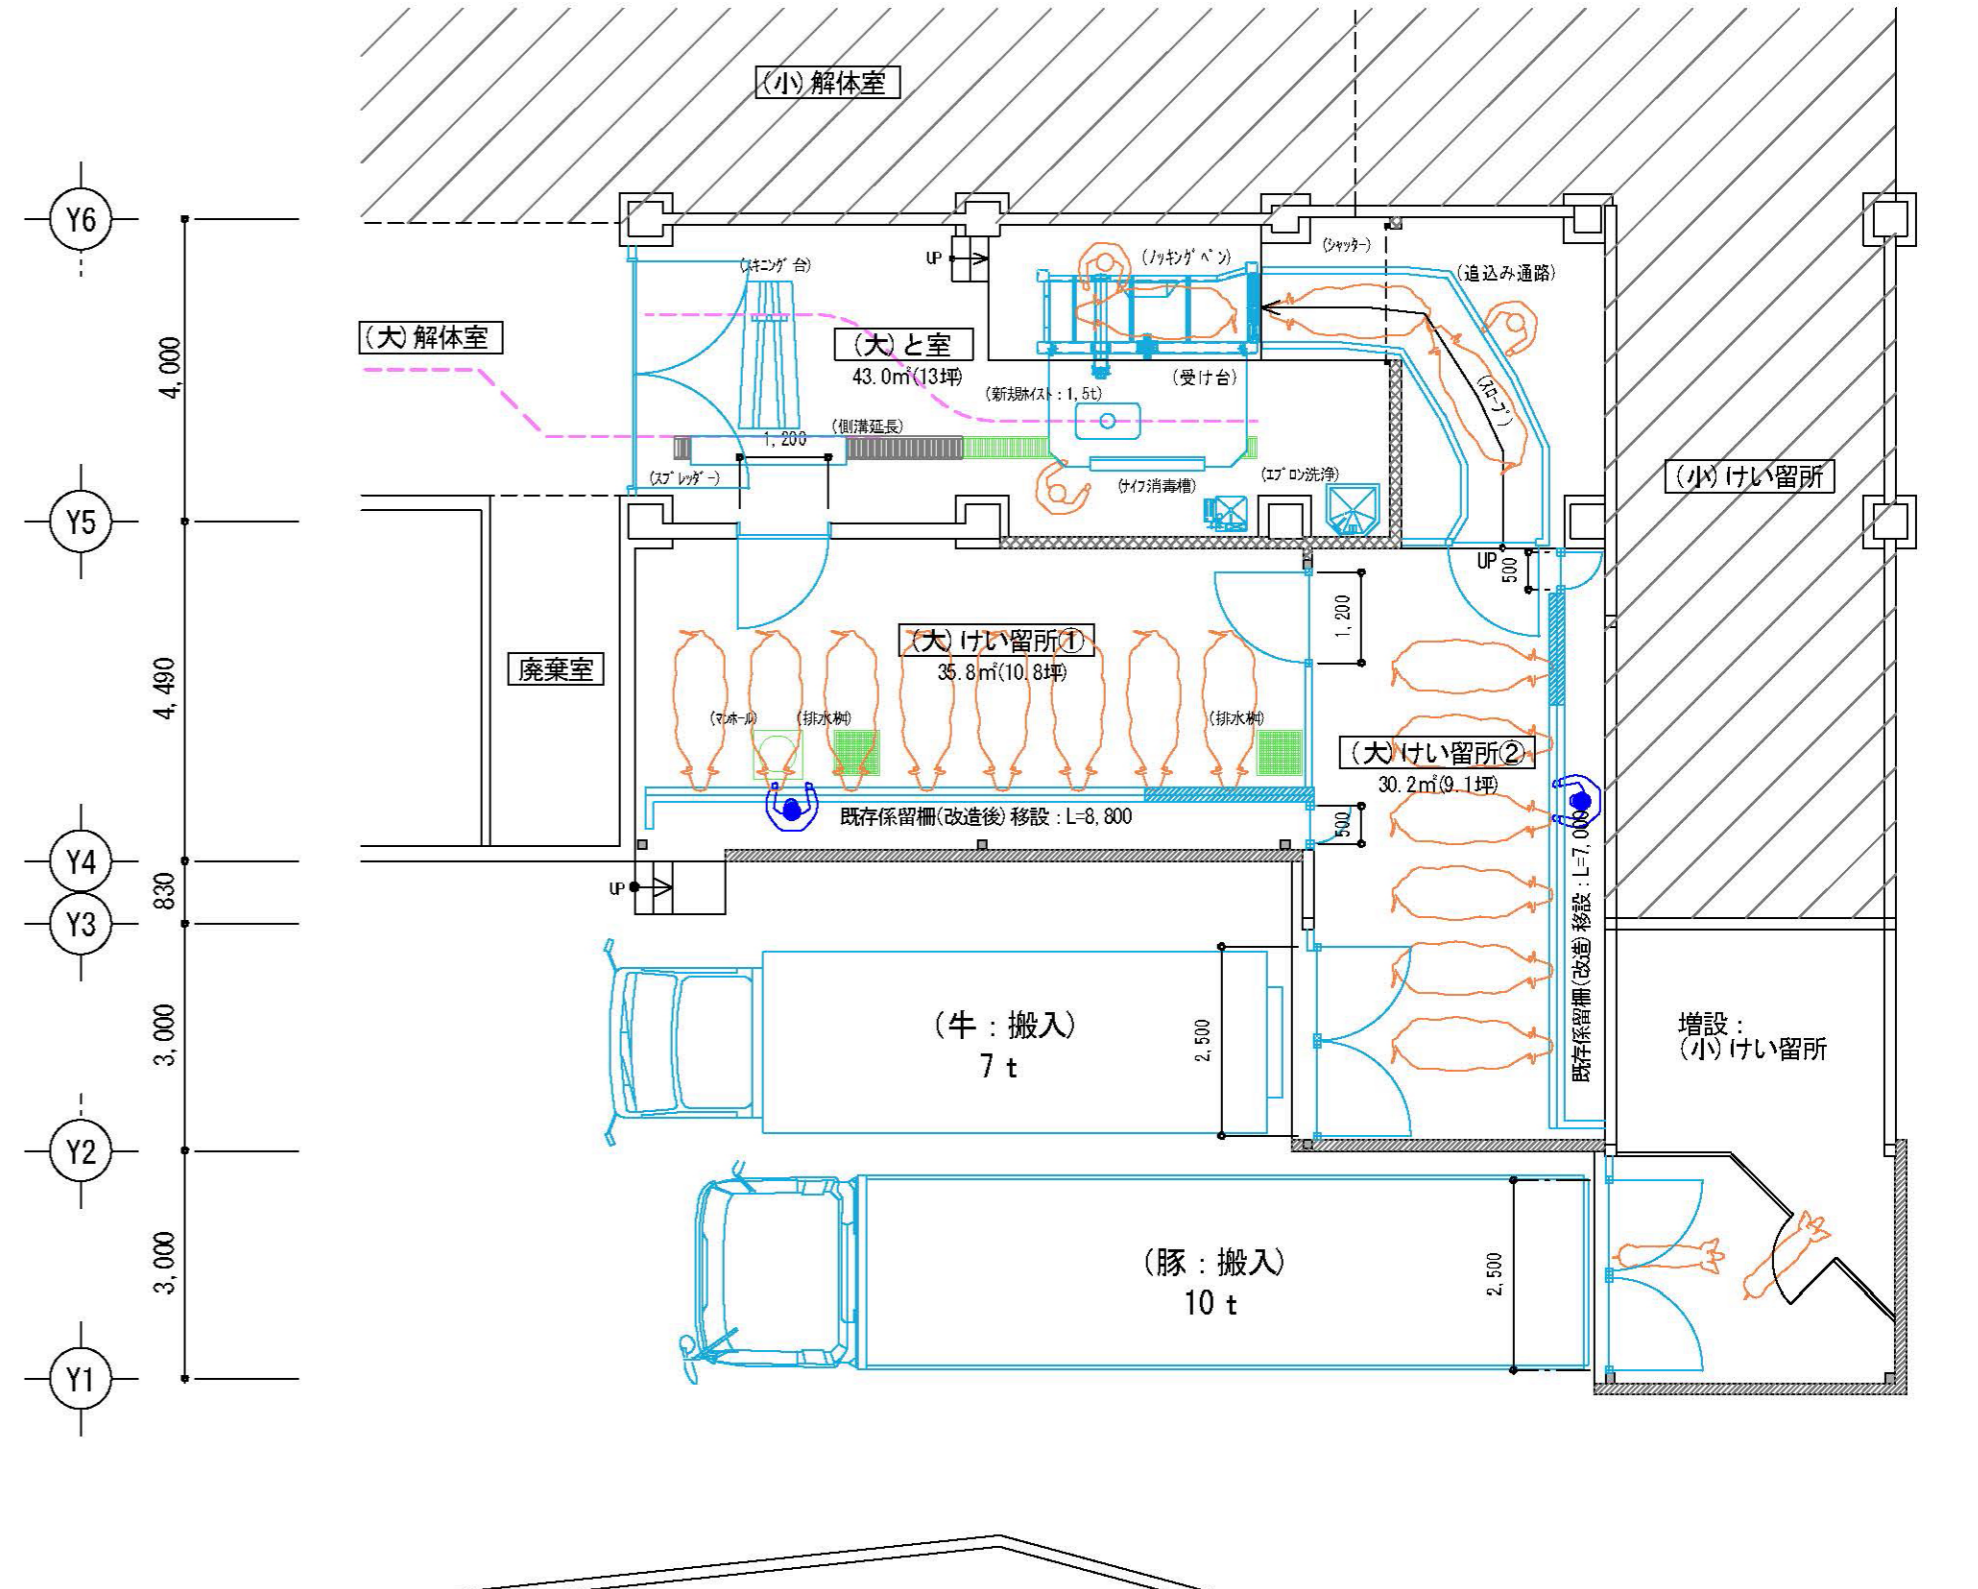 (小)解体室
Y6
UP
(ノッキングペン)
(シャッター)
(スキニング台)
(追込み通路)
(大)解体室
(大)と室
43.0㎡(13坪)
4,000
(新規ホイスト：1,5t)
(受け台)
(スロープ)
(側溝延長)
1,200
(スプレッダー)
(ナイフ消毒槽)
(エプロン洗浄)
(小)けい留所
Y5
UP
500
1,200
(大)けい留所①
35.8㎡(10.8坪)
廃棄室
4,490
(マンホール)
(排水桝)
(排水桝)
(大)けい留所②
30.2㎡(9.1坪)
既存係留柵(改造後)移設：L=8,800
500
Y4
830
UP
Y3
既存係留柵(改造)移設：L=7,000
(牛：搬入)
7 t
2,500
3,000
増設：
(小)けい留所
Y2
(豚：搬入)
10 t
2,500
3,000
Y1